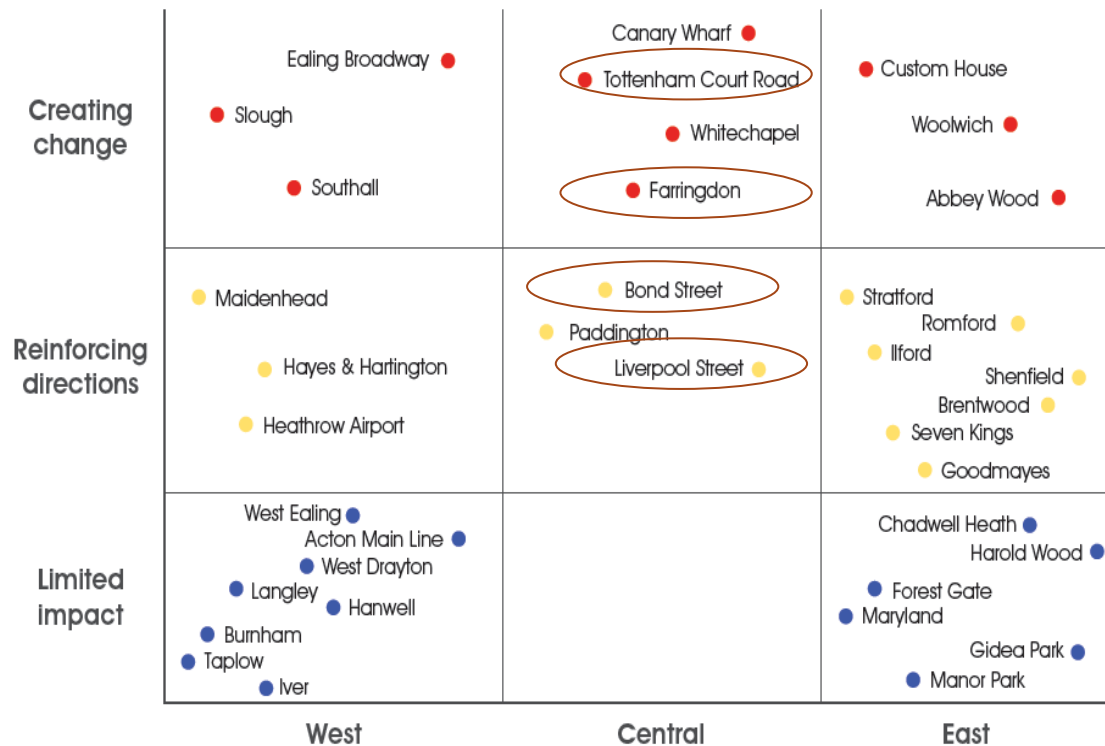 Creating
change
Ealing Broadway
Slough
Southall
Canary Wharf
Tottenham Court Road
Whitechapel
Farringdon
Custom House
Woolwich
Abbey Wood
Reinforcing
directions
Maidenhead
Hayes & Hartington
Heathrow Airport
Bond Street
Paddington
Liverpool Street
Stratford
Romford
Ilford
Shenfield
Brentwood
Seven Kings
Goodmayes
Limited
impact
West Ealing
Acton Main Line
West Drayton
Langley
Hanwell
Burnham
Taplow
Iver
Chadwell Heath
Harold Wood
Forest Gate
Maryland
Gidea Park
Manor Park
West
Central
East